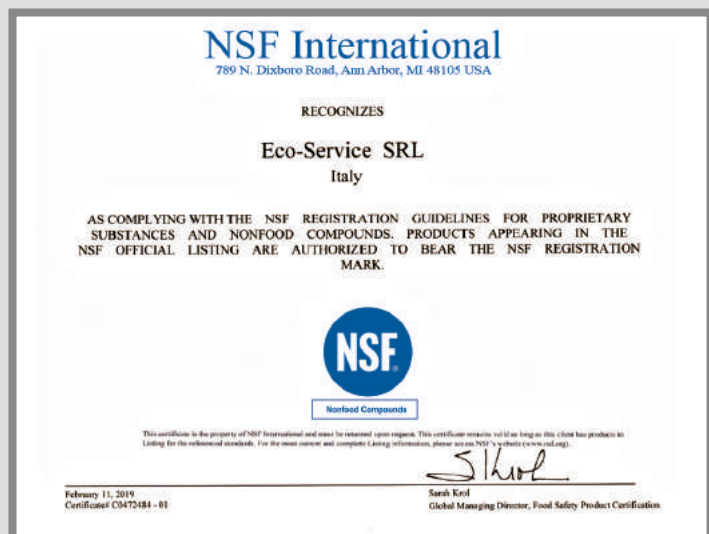 NSF International
789 N. Dixboro Road, Ann Arbor, MI 48105 USA
RECOGNIZES
Eco-Service SRL
Italy
AS COMPLYING WITH THE NSF REGISTRATION GUIDELINES FOR PROPRIETARY
SUBSTANCES AND NONFOOD COMPOUNDS. PRODUCTS APPEARING IN THE
NSF OFFICIAL LISTING ARE AUTHORIZED TO BEAR THE NSF REGISTRATION
MARK.
NSF®
Nonfood Compounds
This certificate is the property of NSF International and must be returned upon request. This certificate remains valid as long as this client has products in
Listing for the referenced standards. For the most current and complete Listing information, please access NSF's website (www.nsf.org).
S Krol
February 11, 2019
Certificate# C0472484 - 01
Sarah Krol
Global Managing Director, Food Safety Product Certification